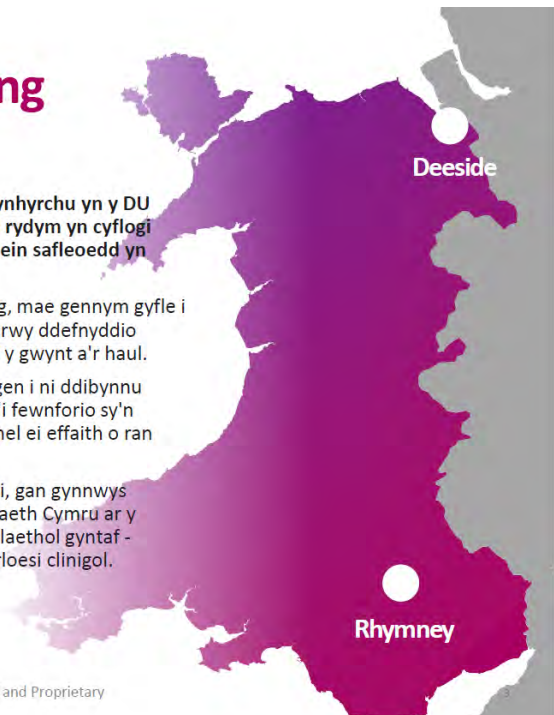 ng
ynhyrchu yn y DU
rydym yn cyflogi
ein safleoedd yn
g, mae gennym gyfle i
rwy ddefnyddio
y gwynt a'r haul.
gen i ni ddibynnu
'i fewnforio sy'n
nel ei effaith o ran
i, gan gynnwys
aeth Cymru ar y
laethol gyntaf -
loesi clinigol.
Deeside
Rhymney
and Proprietary
3